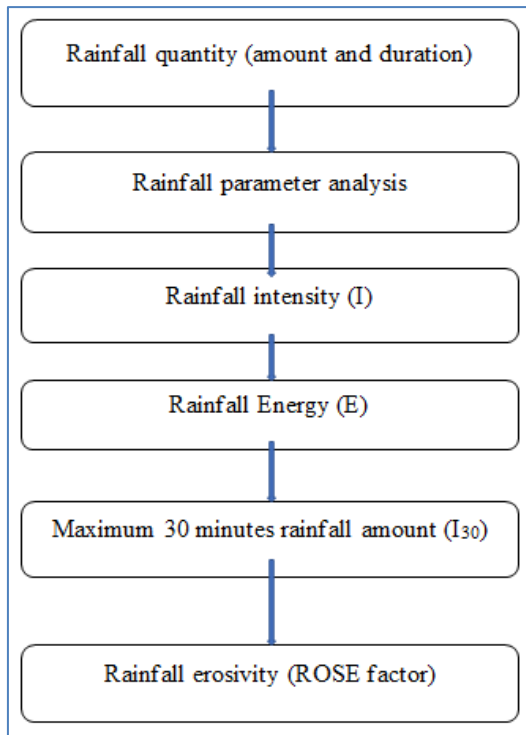 Rainfall quantity (amount and duration)
Rainfall parameter analysis
Rainfall intensity (I)
Rainfall Energy (E)
Maximum 30 minutes rainfall amount (I₃₀)
Rainfall erosivity (ROSE factor)